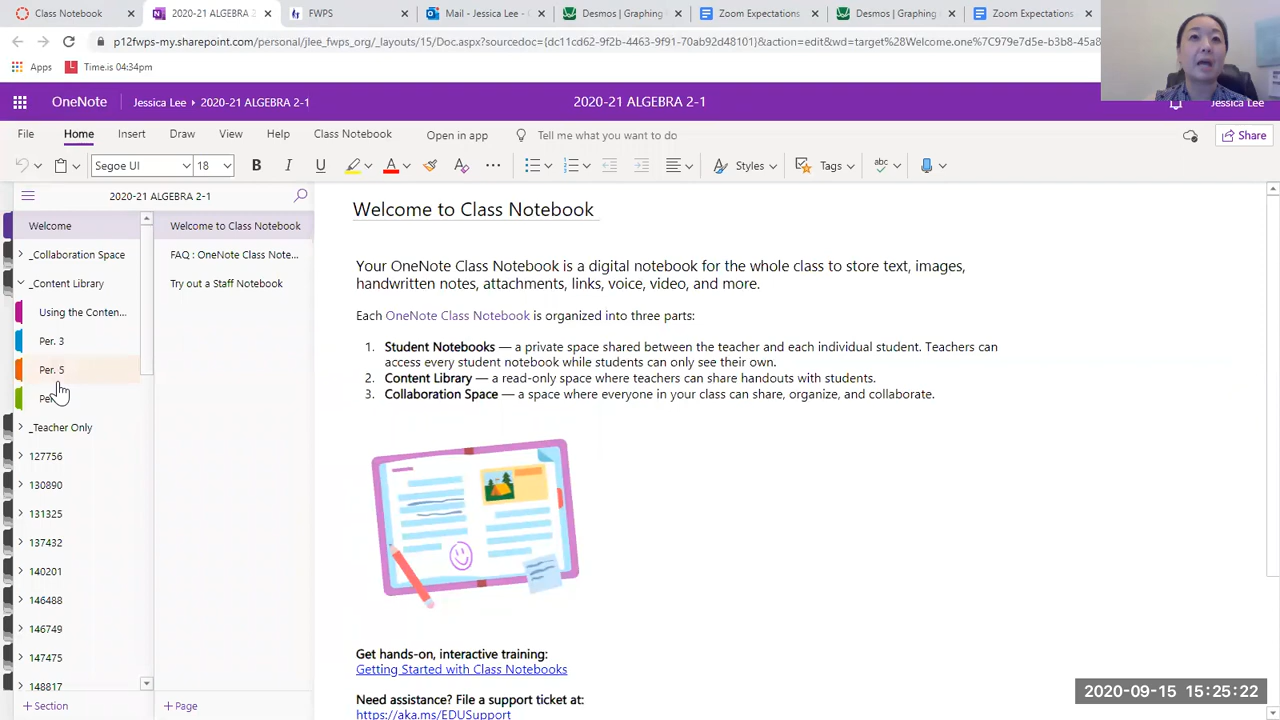 Class Notebook
2020-21 ALGEBRA 2-
FWPS
Mail - Jessica Lee -
Desmos | Graphing
Zoom Expectations
Desmos | Graphing
Zoom Expectations
p12fwps-my.sharepoint.com/personal/jlee_fwps_org/_layouts/15/Doc.aspx?sourcedoc={dc11cd62-9f2b-4463-9f91-70ab92d48101}&action=edit&wd=target%28Welcome.one%7C979e7d5e-b3b8-45a8
Apps
Time.is 04:34pm
OneNote
Jessica Lee ▸ 2020-21 ALGEBRA 2-1
2020-21 ALGEBRA 2-1
Jessica Lee
File
Home
Insert
Draw
View
Help
Class Notebook
Open in app
Tell me what you want to do
Share
Segoe UI
18
B
I
U
A
Styles
Tags
abc
2020-21 ALGEBRA 2-1
Welcome
_Collaboration Space
_Content Library
Using the Conten...
Per. 3
Per. 5
_Teacher Only
127756
130890
131325
137432
140201
146488
146749
147475
148817
+ Section
Welcome to Class Notebook
FAQ : OneNote Class Note...
Try out a Staff Notebook
+ Page
Welcome to Class Notebook
Your OneNote Class Notebook is a digital notebook for the whole class to store text, images,
handwritten notes, attachments, links, voice, video, and more.
Each OneNote Class Notebook is organized into three parts:
1. Student Notebooks — a private space shared between the teacher and each individual student. Teachers can
access every student notebook while students can only see their own.
2. Content Library — a read-only space where teachers can share handouts with students.
3. Collaboration Space — a space where everyone in your class can share, organize, and collaborate.
Get hands-on, interactive training:
Getting Started with Class Notebooks
Need assistance? File a support ticket at:
https://aka.ms/EDUSupport
2020-09-15 15:25:22